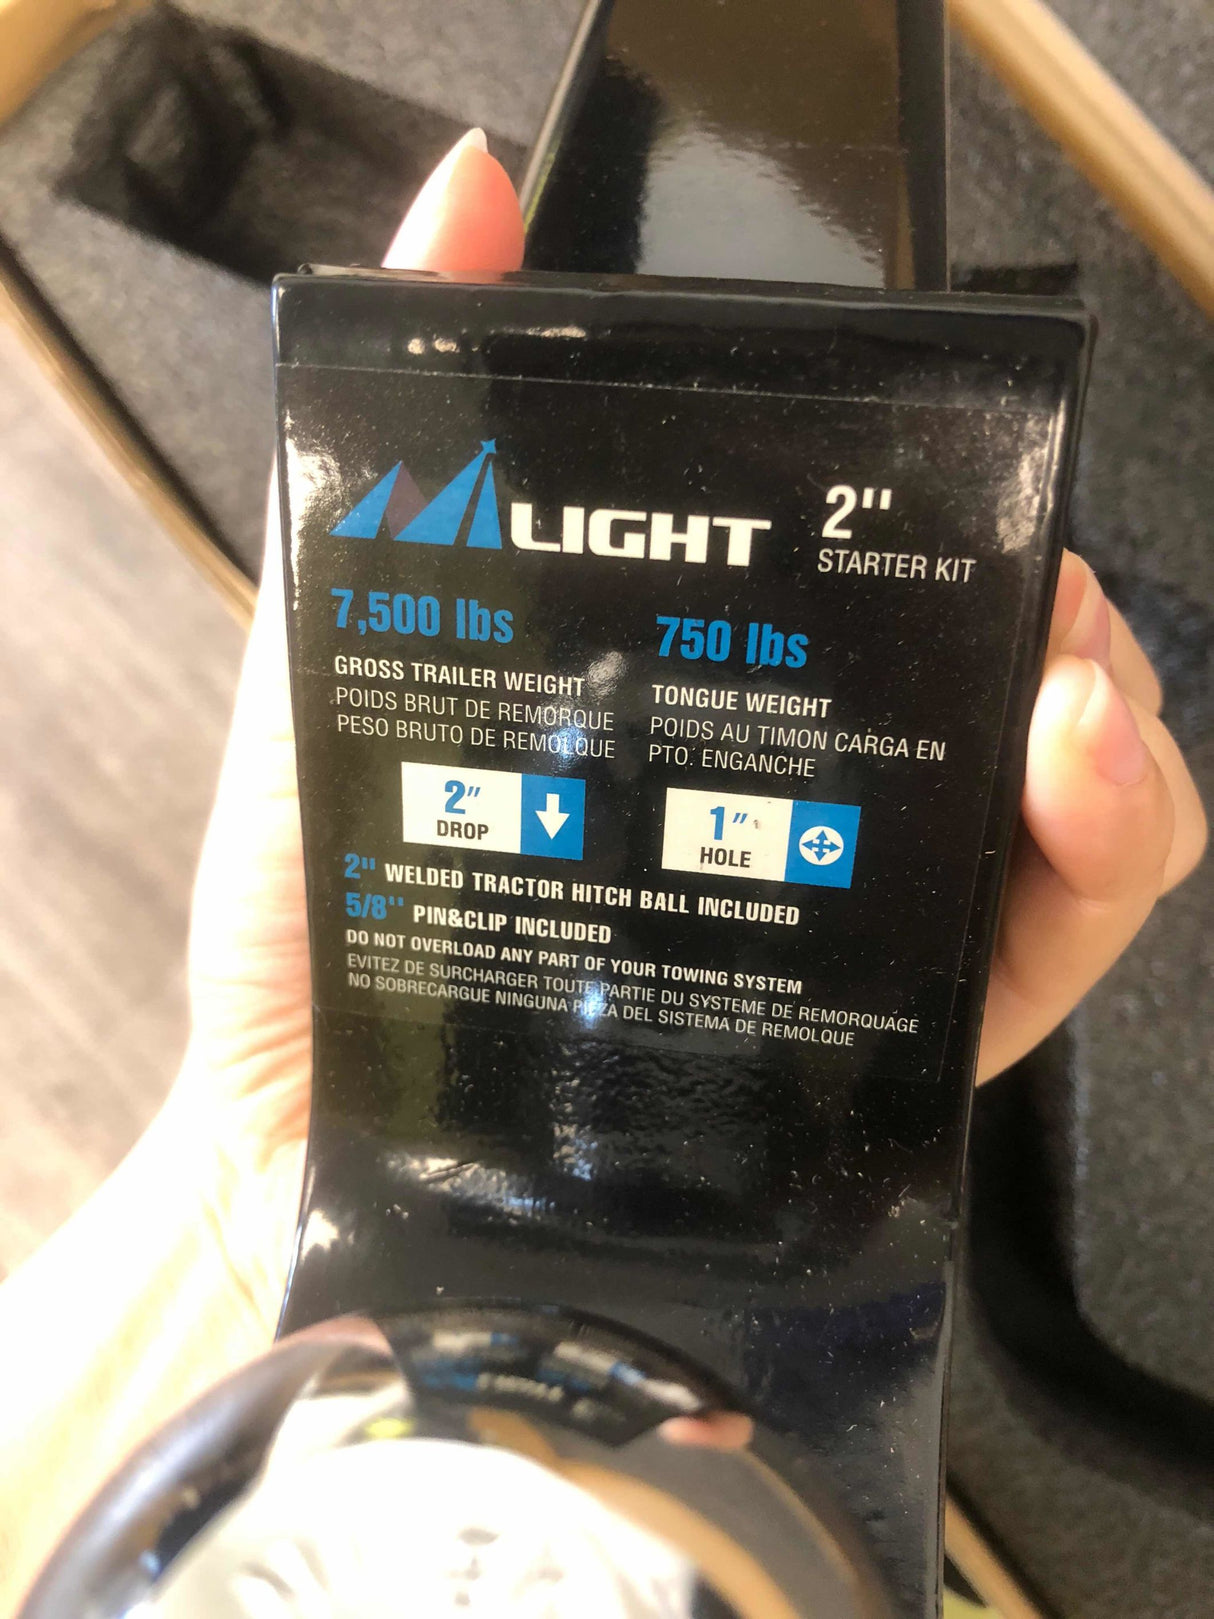 MLIGHT
2"
STARTER KIT
7,500 lbs
GROSS TRAILER WEIGHT
POIDS BRUT DE REMORQUE
PESO BRUTO DE REMOLQUE
750 lbs
TONGUE WEIGHT
POIDS AU TIMON CARGA EN
PTO. ENGANCHE
2"
DROP
1"
HOLE
2" WELDED TRACTOR HITCH BALL INCLUDED
5/8" PIN&CLIP INCLUDED
DO NOT OVERLOAD ANY PART OF YOUR TOWING SYSTEM
EVITEZ DE SURCHARGER TOUTE PARTIE DU SYSTEME DE REMORQUAGE
NO SOBRECARGUE NINGUNA PIEZA DEL SISTEMA DE REMOLQUE